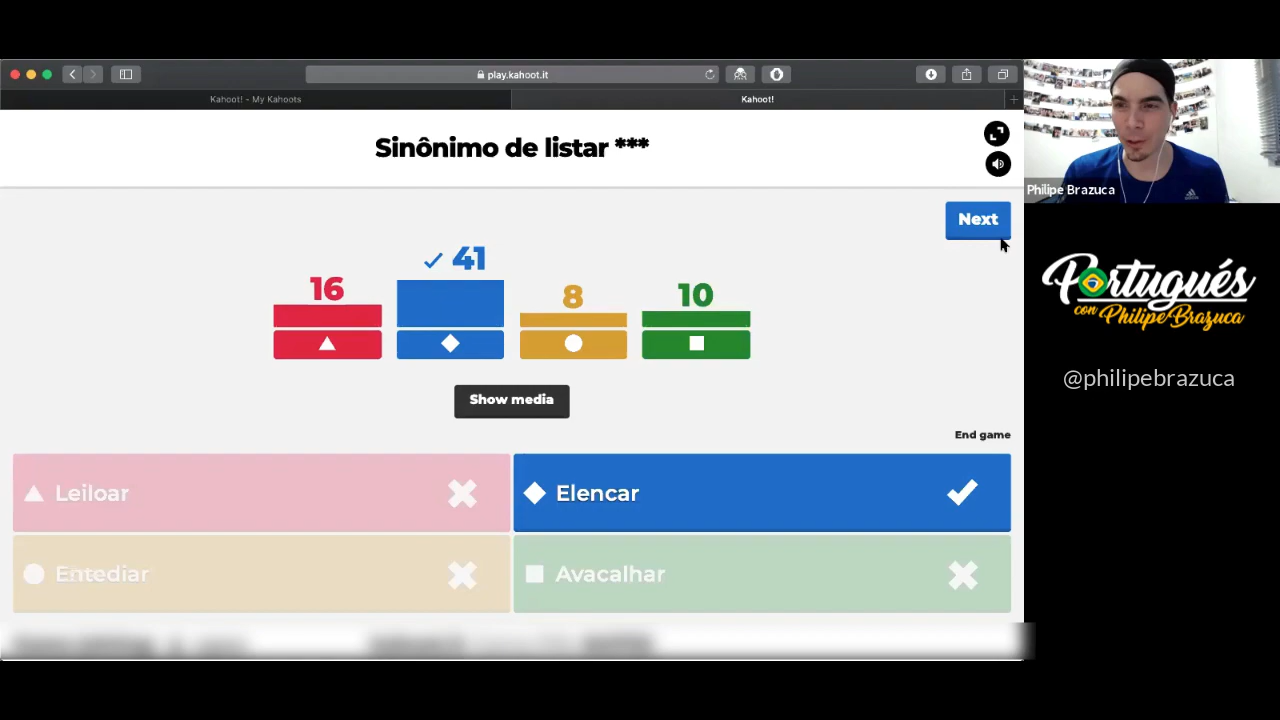 play.kahoot.it
Kahoot! - My Kahoots
Kahoot!
Sinônimo de listar ***
Philipe Brazuca
Next
16
41
8
10
Português
con Philipe Brazuca
@philipebrazuca
Show media
End game
Leiloar
Elencar
Entediar
Avacalhar